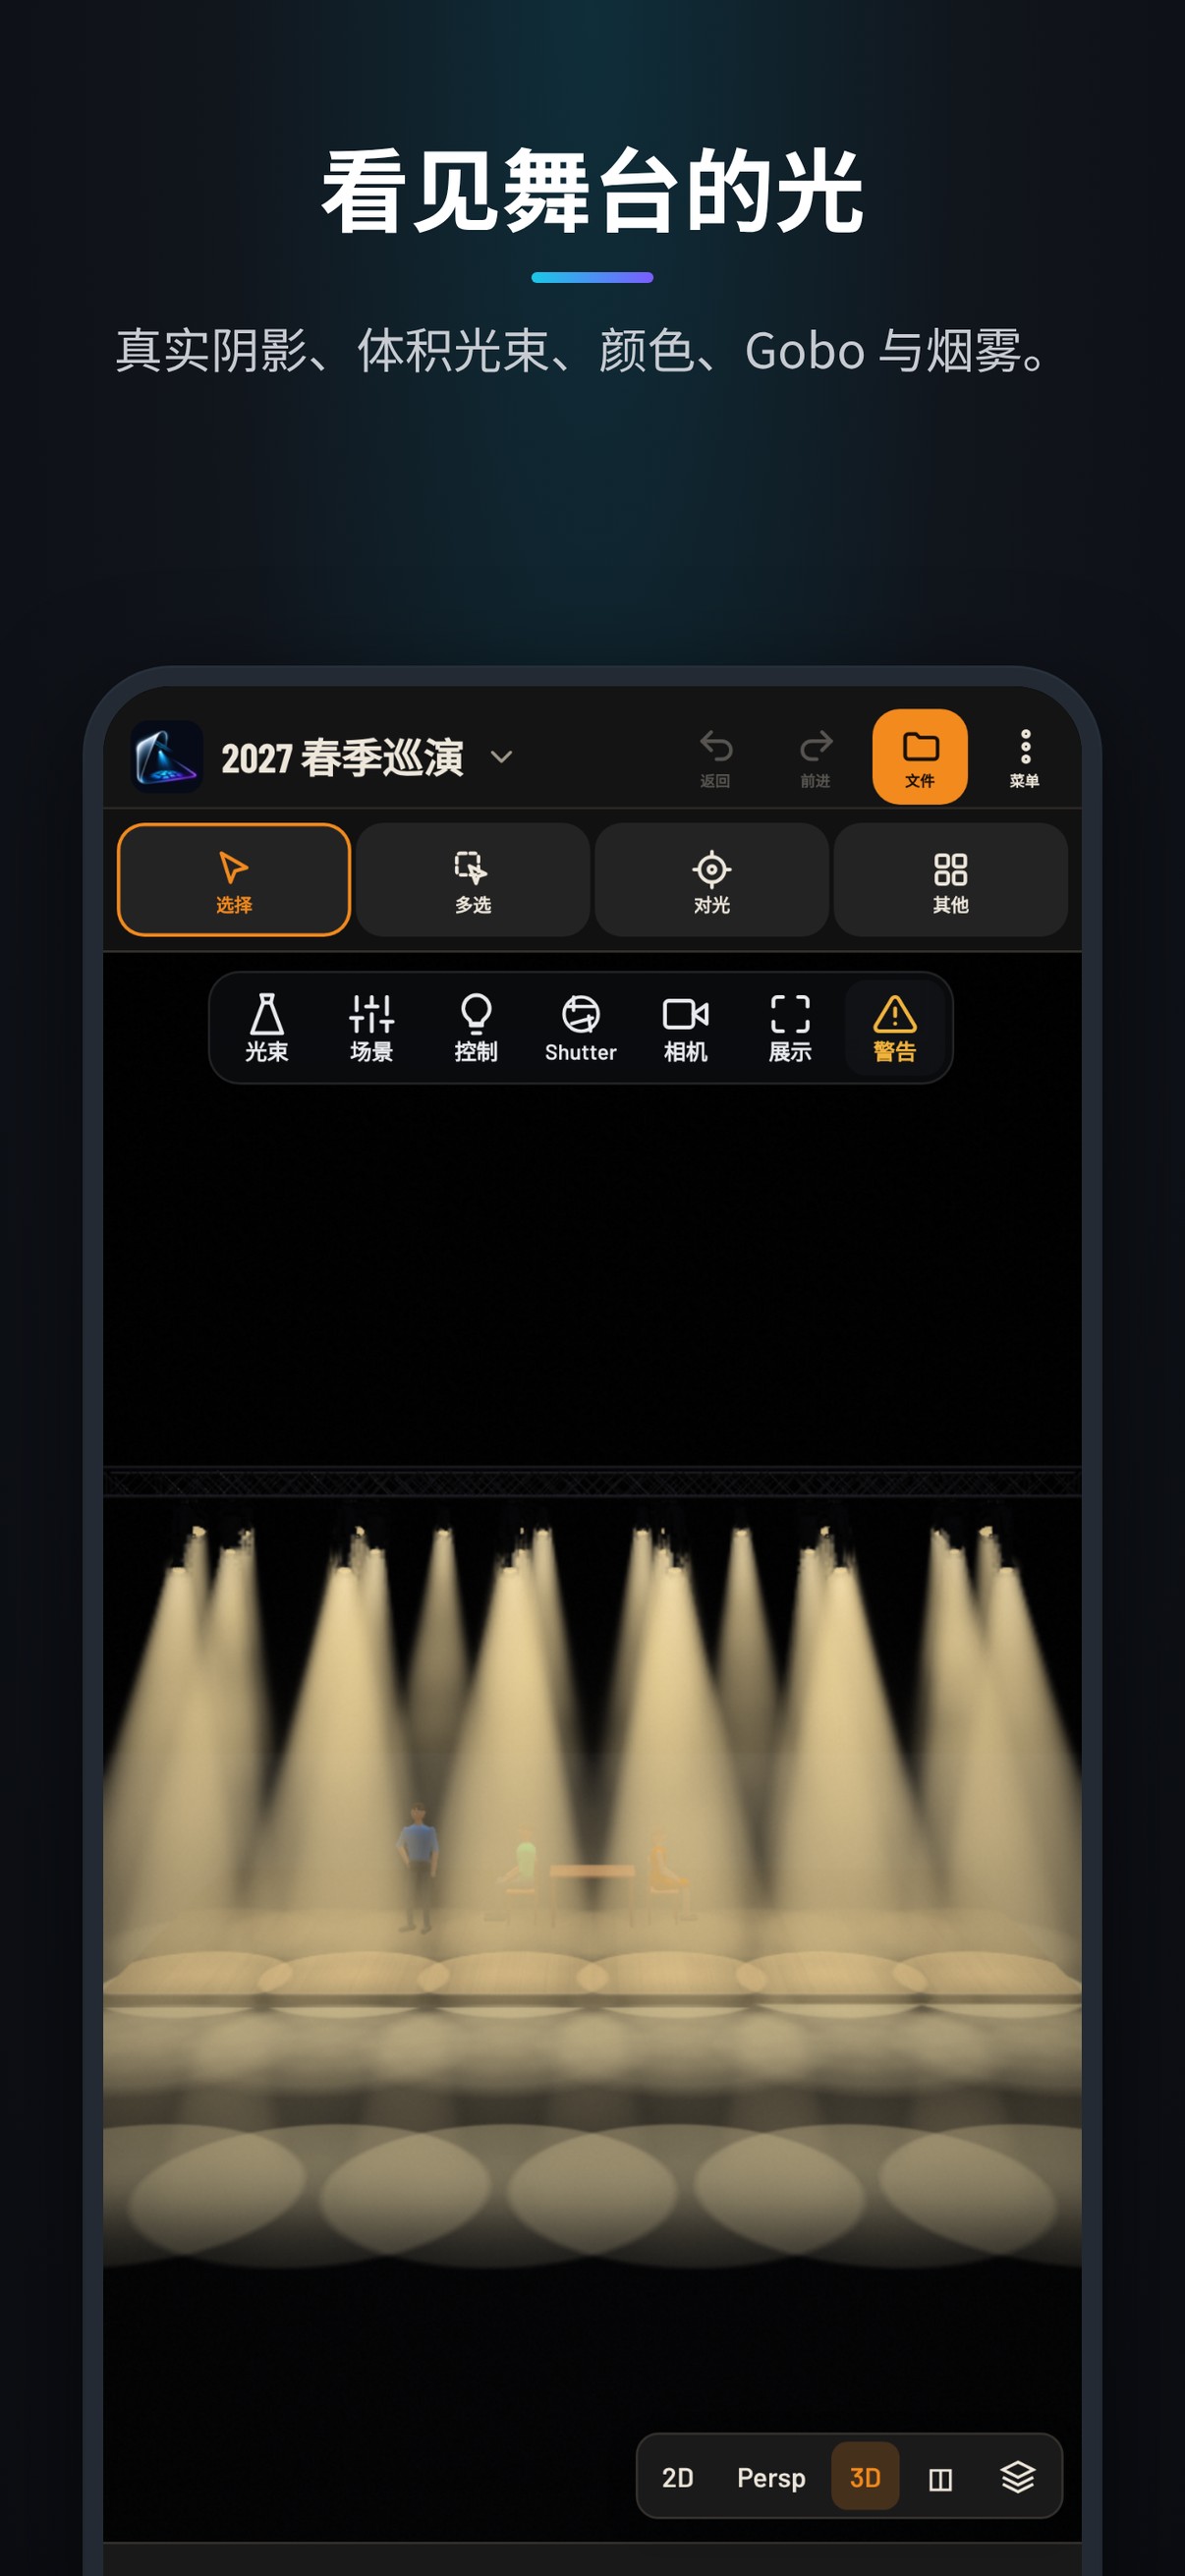 看见舞台的光
真实阴影、体积光束、颜色、Gobo 与烟雾。
2027 春季巡演
返回
前进
文件
菜单
选择
多选
对光
其他
光束
场景
控制
Shutter
相机
展示
警告
2D
Persp
3D